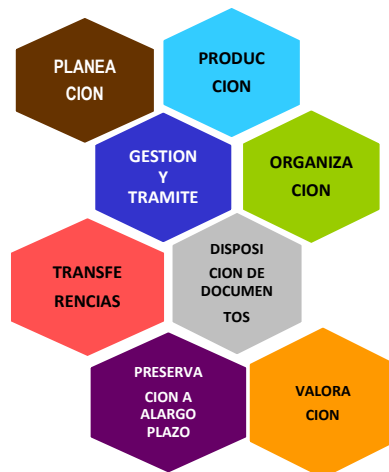 PLANEA
CION
PRODUC
CION
GESTION
Y
TRAMITE
ORGANIZA
CION
TRANSFE
RENCIAS
DISPOSI
CION DE
DOCUMEN
TOS
PRESERVA
CION A
ALARGO
PLAZO
VALORA
CION